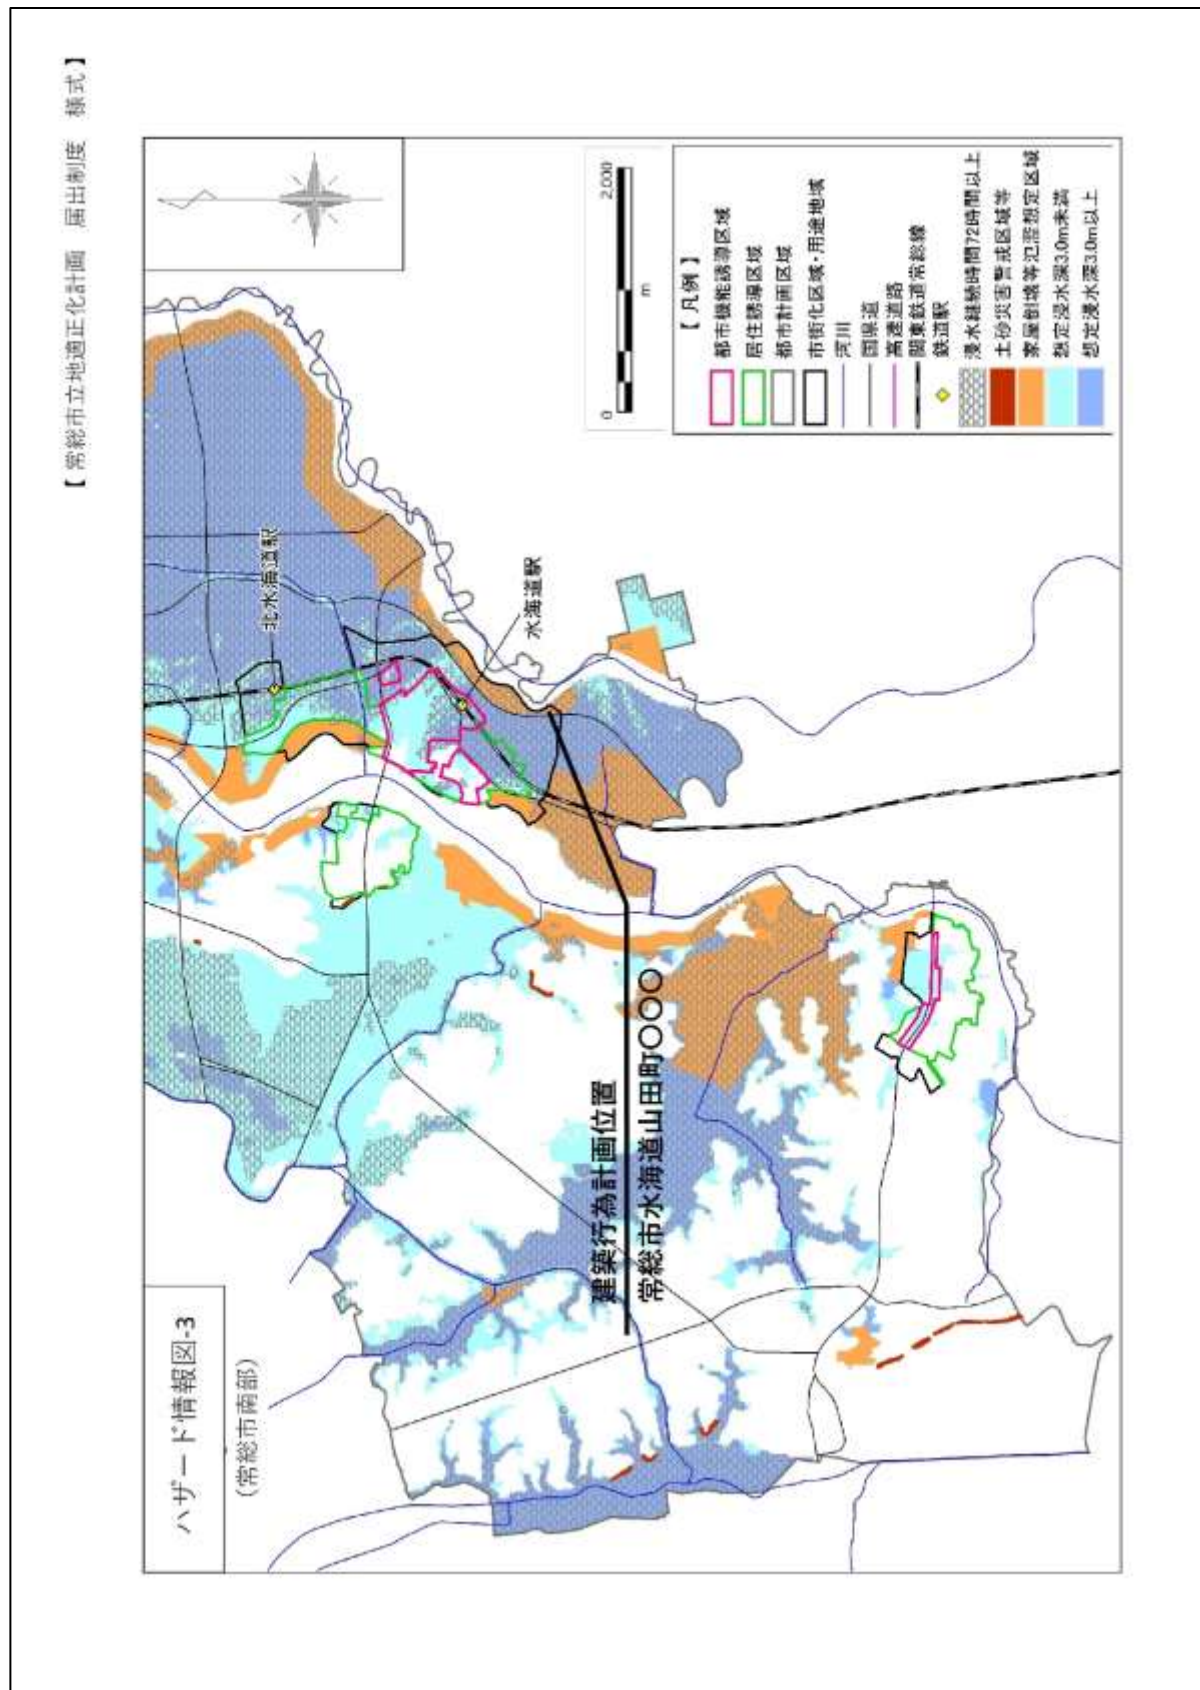 【 常総市立地適正化計画 届出制度 様式 】
ハザード情報図-3
(常総市南部)
北水海道駅
水海道駅
建築行為計画位置
常総市水海道山田町〇〇〇
0
2,000
m
【 凡例 】
都市機能誘導区域
居住誘導区域
都市計画区域
市街化区域・用途地域
河川
国県道
高速道路
関東鉄道常総線
鉄道駅
浸水継続時間72時間以上
土砂災害警戒区域等
家屋倒壊等氾濫想定区域
想定浸水深3.0m未満
想定浸水深3.0m以上